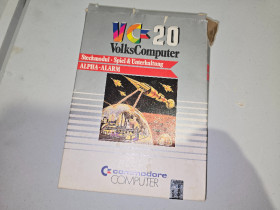 VC-20
VolksComputer
Steckmodul - Spiel & Unterhaltung
ALPHA-ALARM
commodore
COMPUTER